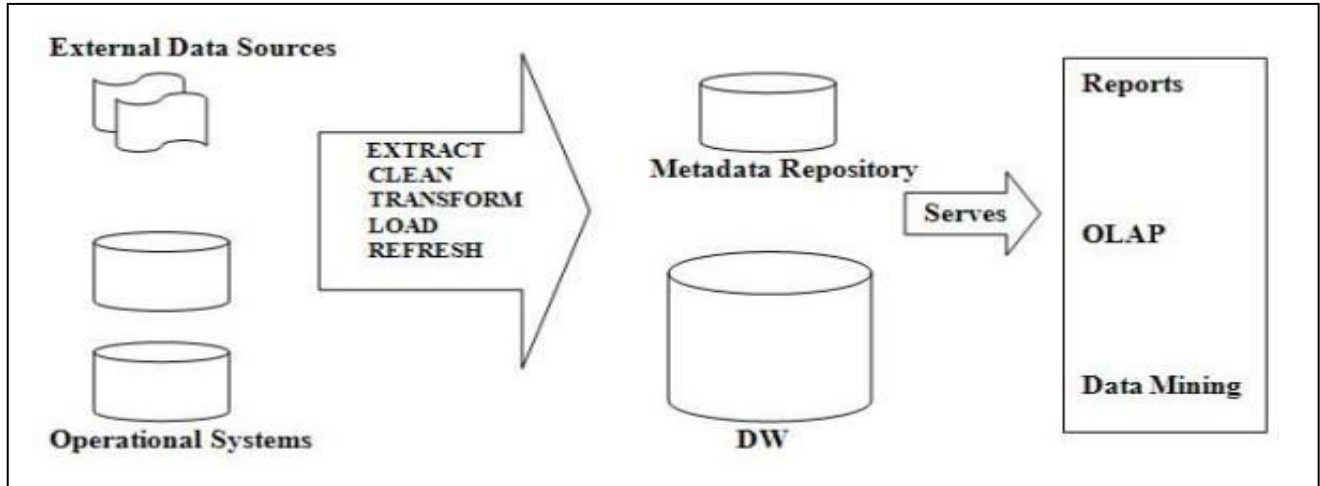 External Data Sources
Operational Systems
EXTRACT
CLEAN
TRANSFORM
LOAD
REFRESH
Metadata Repository
DW
Serves
Reports
OLAP
Data Mining